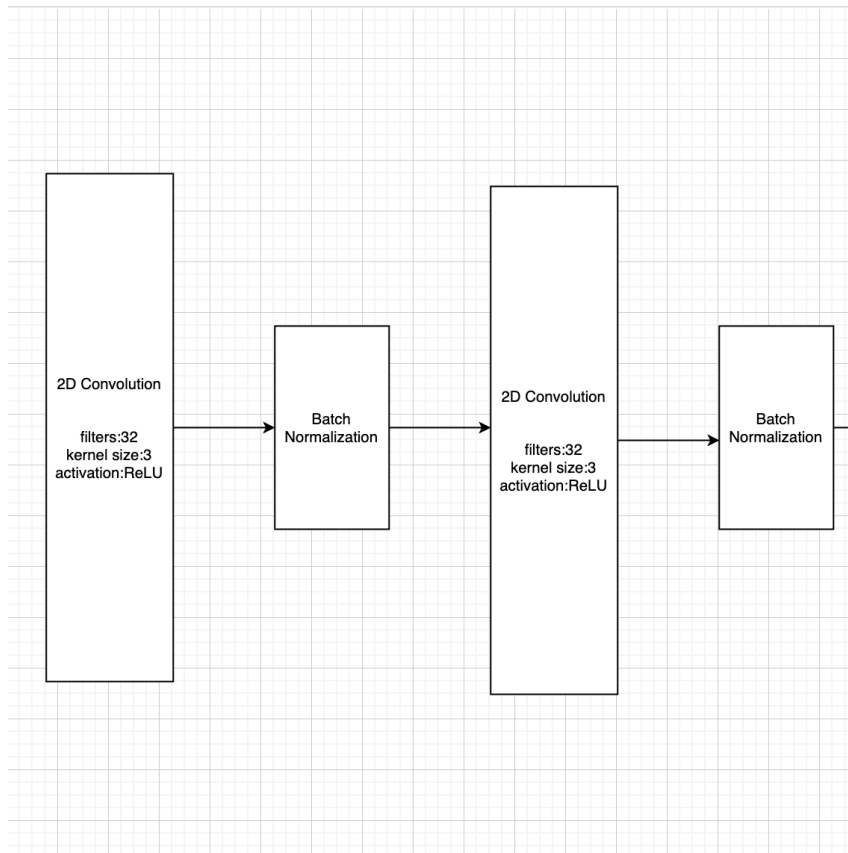 2D Convolution
filters:32
kernel size:3
activation:ReLU
Batch
Normalization
2D Convolution
filters:32
kernel size:3
activation:ReLU
Batch
Normalization